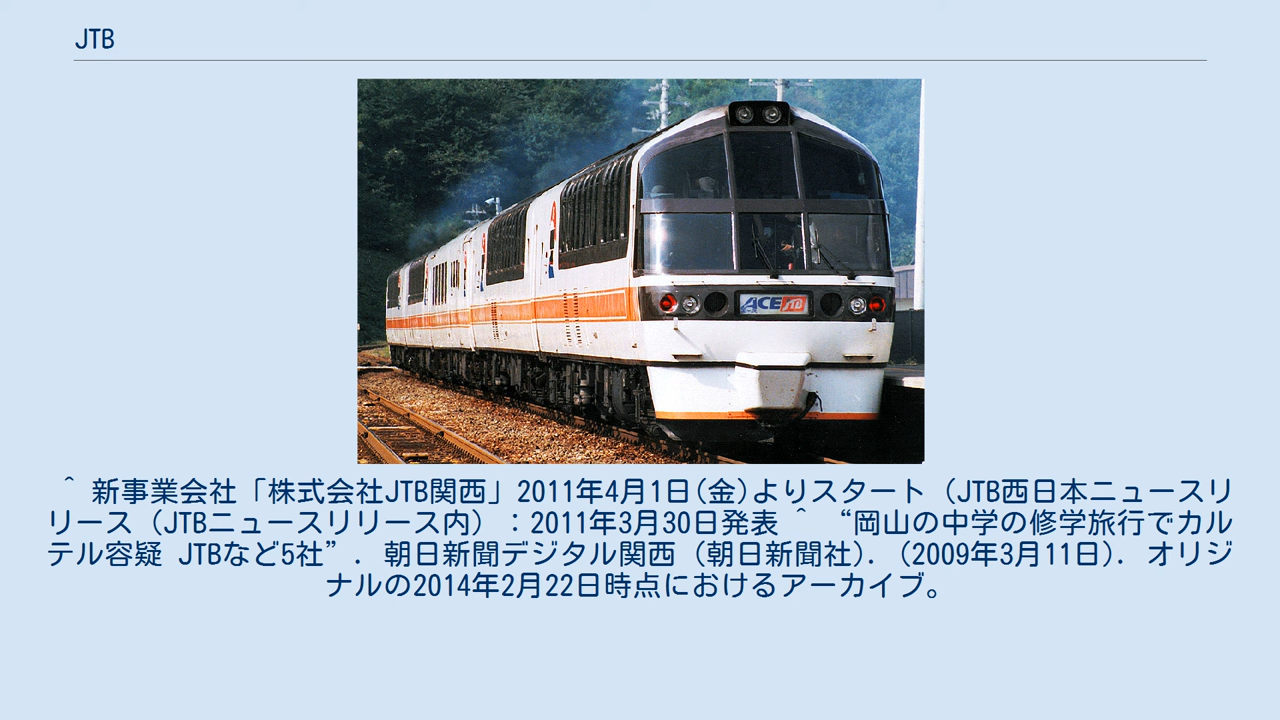 JTB
ACE JTB
^ 新事業会社「株式会社JTB関西」2011年4月1日(金)よりスタート（JTB西日本ニュースリ
リース（JTBニュースリリース内）：2011年3月30日発表 ^ “岡山の中学の修学旅行でカル
テル容疑 JTBなど5社”. 朝日新聞デジタル関西 (朝日新聞社). (2009年3月11日). オリジ
ナルの2014年2月22日時点におけるアーカイブ。